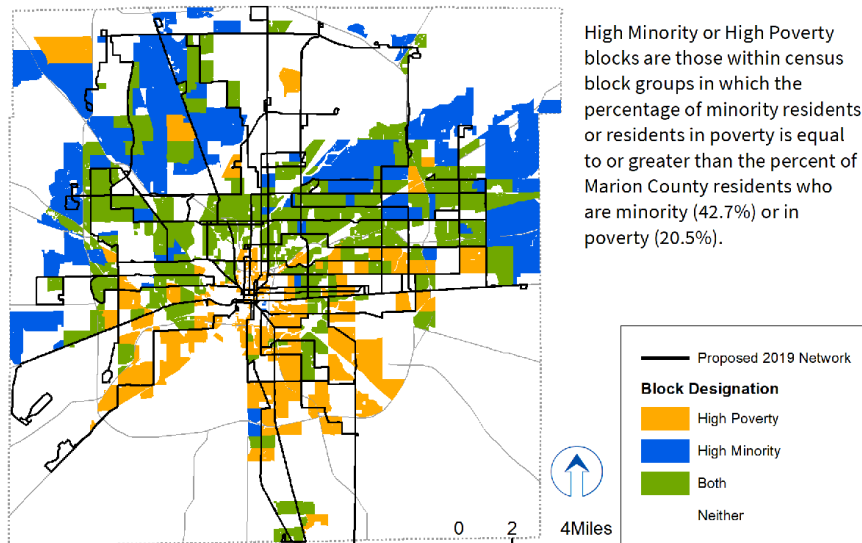 High Minority or High Poverty
blocks are those within census
block groups in which the
percentage of minority residents
or residents in poverty is equal
to or greater than the percent of
Marion County residents who
are minority (42.7%) or in
poverty (20.5%).
Proposed 2019 Network
Block Designation
High Poverty
High Minority
Both
Neither
0 2 4Miles